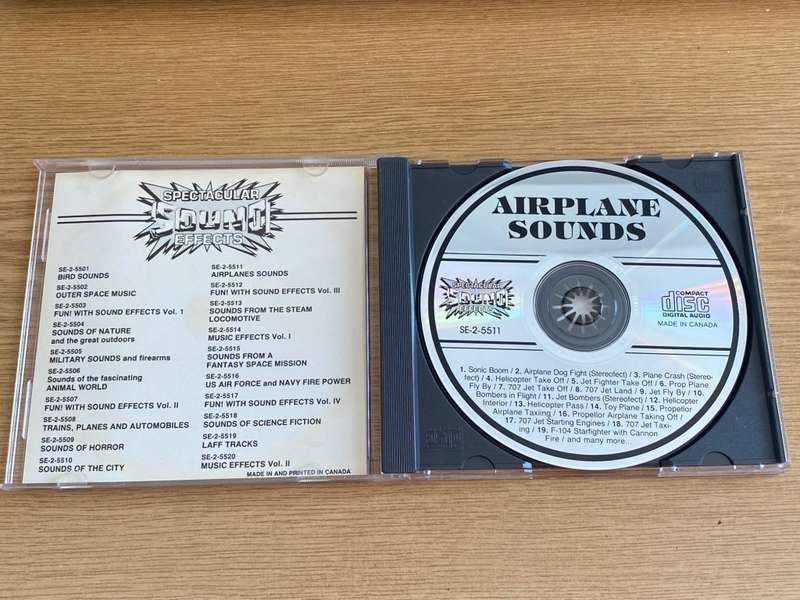 SPECTACULAR
SOUND
EFFECTS
SE-2-5501
BIRD SOUNDS
SE-2-5502
OUTER SPACE MUSIC
SE-2-5503
FUN! WITH SOUND EFFECTS Vol. 1
SE-2-5504
SOUNDS OF NATURE
and the great outdoors
SE-2-5505
MILITARY SOUNDS and firearms
SE-2-5506
Sounds of the fascinating
ANIMAL WORLD
SE-2-5507
FUN! WITH SOUND EFFECTS Vol. II
SE-2-5508
TRAINS, PLANES AND AUTOMOBILES
SE-2-5509
SOUNDS OF HORROR
SE-2-5510
SOUNDS OF THE CITY
SE-2-5511
AIRPLANES SOUNDS
SE-2-5512
FUN! WITH SOUND EFFECTS Vol. III
SE-2-5513
SOUNDS FROM THE STEAM
LOCOMOTIVE
SE-2-5514
MUSIC EFFECTS Vol. I
SE-2-5515
SOUNDS FROM A
FANTASY SPACE MISSION
SE-2-5516
US AIR FORCE and NAVY FIRE POWER
SE-2-5517
FUN! WITH SOUND EFFECTS Vol. IV
SE-2-5518
SOUNDS OF SCIENCE FICTION
SE-2-5519
LAFF TRACKS
SE-2-5520
MUSIC EFFECTS Vol. II
MADE IN AND PRINTED IN CANADA
AIRPLANE
SOUNDS
SPECTACULAR
SOUND
EFFECTS
SE-2-5511
COMPACT
disc
DIGITAL AUDIO
MADE IN CANADA
1. Sonic Boom / 2. Airplane Dog Fight (Stereofect) / 3. Plane Crash (Stereo-
fect) / 4. Helicopter Take Off / 5. Jet Fighter Take Off / 6. Prop Plane
Fly By / 7. 707 Jet Take Off / 8. 707 Jet Land / 9. Jet Fly By / 10.
Bombers in Flight / 11. Jet Bombers (Stereofect) / 12. Helicopter
Interior / 13. Helicopter Pass / 14. Toy Plane / 15. Propellor
Airplane Taxiing / 16. Propellor Airplane Taking Off /
17. 707 Jet Starting Engines / 18. 707 Jet Taxi-
ing / 19. F-104 Starfighter with Cannon
Fire / and many more...